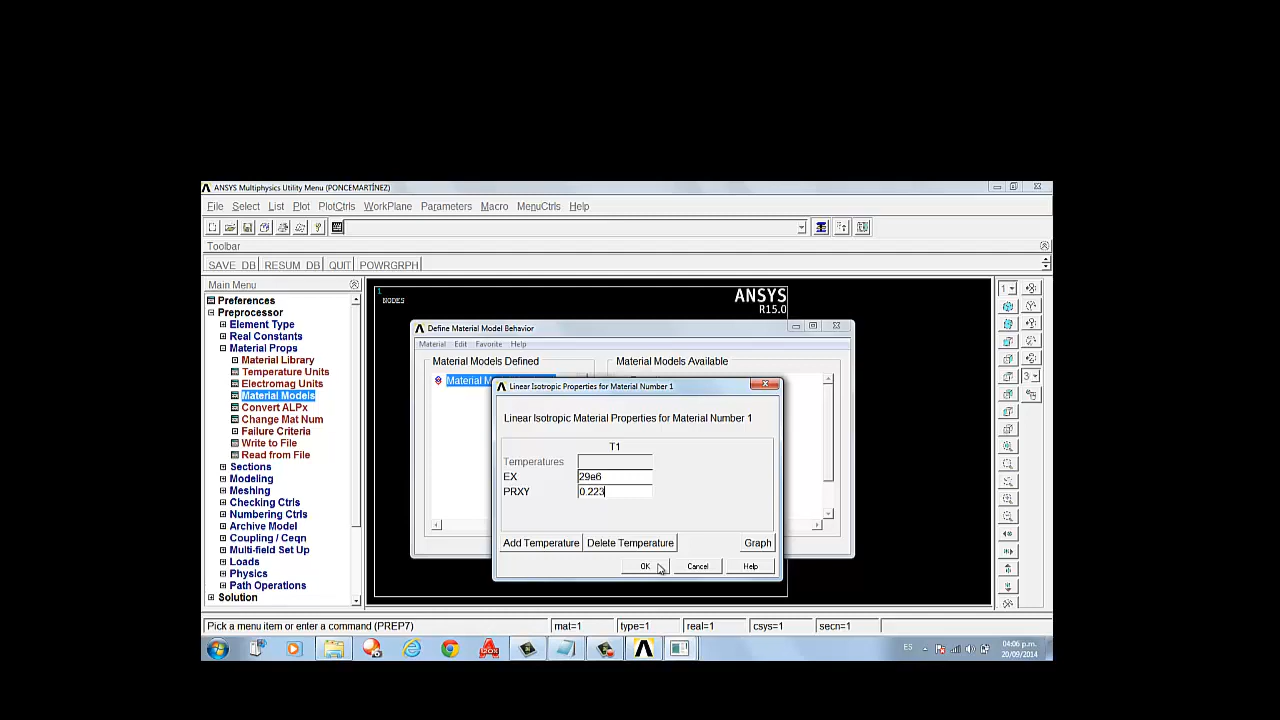 ANSYS Multiphysics Utility Menu (PONCEMARTÍNEZ)
File Select List Plot PlotCtrls WorkPlane Parameters Macro MenuCtrls Help
Toolbar
SAVE_DB RESUM_DB QUIT POWRGRPH
Main Menu
Preferences
Preprocessor
Element Type
Real Constants
Material Props
Material Library
Temperature Units
Electromag Units
Material Models
Convert ALPx
Change Mat Num
Failure Criteria
Write to File
Read from File
Sections
Modeling
Meshing
Checking Ctrls
Numbering Ctrls
Archive Model
Coupling / Ceqn
Multi-field Set Up
Loads
Physics
Path Operations
Solution
1
NODES
ANSYS
R15.0
Define Material Model Behavior
Material Edit Favorite Help
Material Models Defined
Material Models Available
Linear Isotropic Properties for Material Number 1
Linear Isotropic Material Properties for Material Number 1
T1
Temperatures
EX 29e6
PRXY 0.223
Add Temperature Delete Temperature Graph
OK Cancel Help
1
3
Pick a menu item or enter a command (PREP7) mat=1 type=1 real=1 csys=1 secn=1
ES
04:06 p.m.
20/09/2014